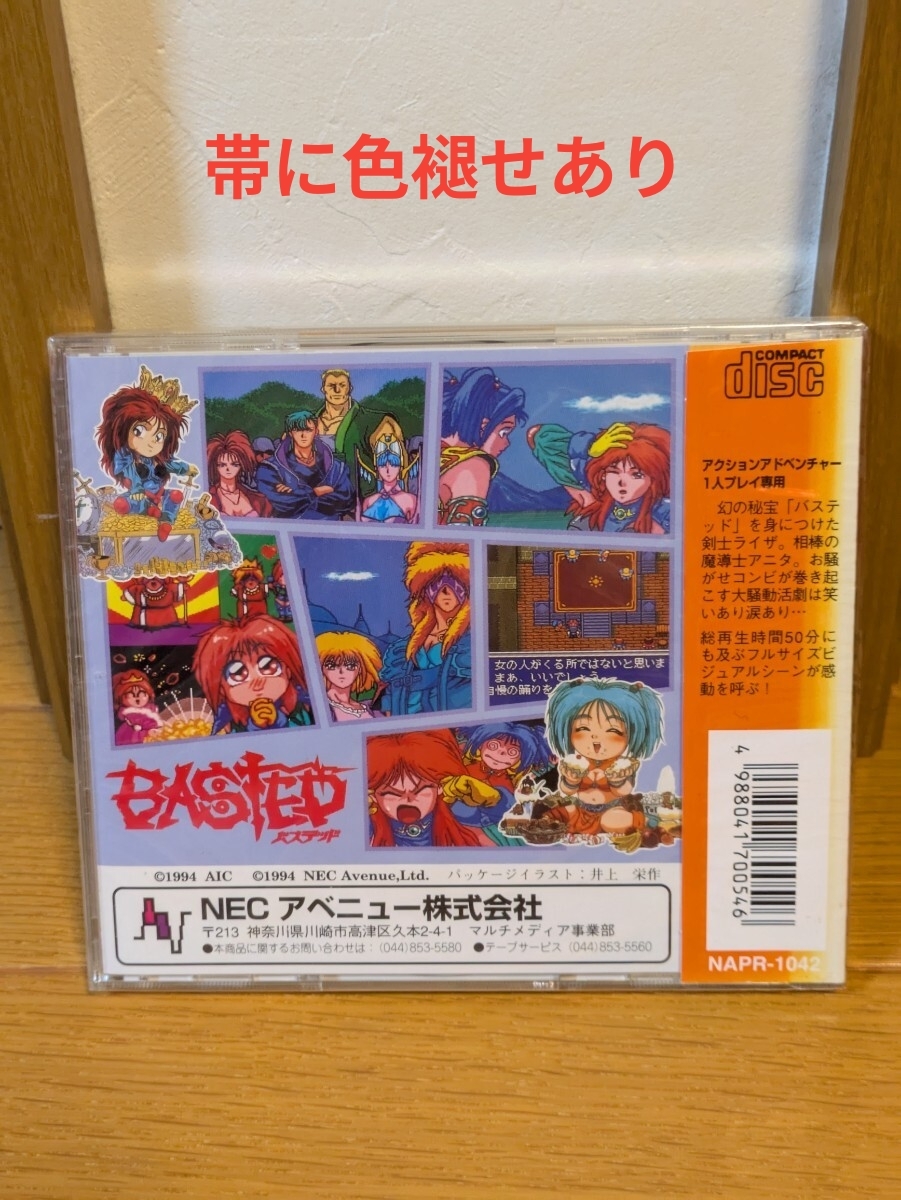 帯に色褪せあり
COMPACT
disc
アクションアドベンチャー
1人プレイ専用
幻の秘宝「バステ
ッド」を身につけた
剣士ライザ。相棒の
魔導士アニタ。お騒
がせコンビが巻き起
こす大騒動活劇は笑
いあり涙あり…
総再生時間50分に
も及ぶフルサイズビ
ジュアルシーンが感
動を呼ぶ！
女の人がくる所ではないと思いま
まあ、いいでしょう
自慢の踊りを
BASTED
バステッド
©1994 AIC ©1994 NEC Avenue,Ltd. パッケージイラスト：井上 栄作
NEC アベニュー株式会社
〒213 神奈川県川崎市高津区久本2-4-1 マルチメディア事業部
●本商品に関するお問い合わせは：(044)853-5580 ●テープサービス (044)853-5560
4 988041 700546
NAPR-1042